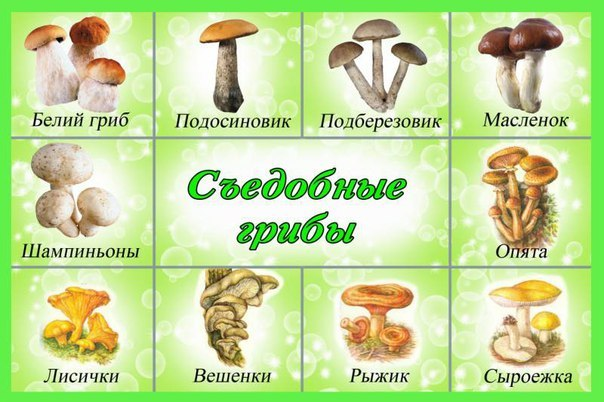 Белий гриб
Подосиновик
Подберезовик
Масленок
Шампиньоны
Съедобные
грибы
Опята
Лисички
Вешенки
Рыжик
Сыроежка